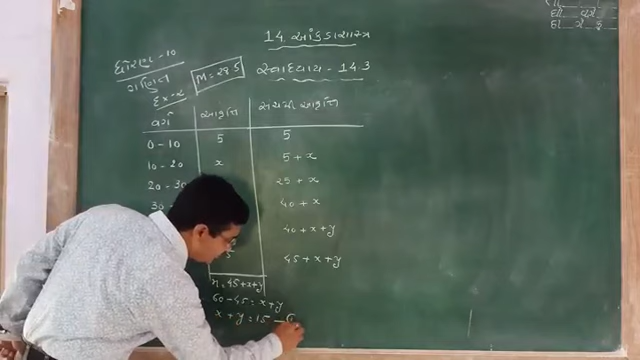 14. આંકડાશાસ્ત્ર
ધોરણ - 10
ગણિત
સ્વાધ્યાય - 14.3
M = 28.5
વર્ગ આવૃત્તિ સંચયી આવૃત્તિ
0 - 10 5 5
10 - 20 x 5 + x
20 - 30 25 + x
30 - 40 + x
40 + x + y
5 45 + x + y
n = 45+x+y
60 - 45 = x + y
x + y = 15 —